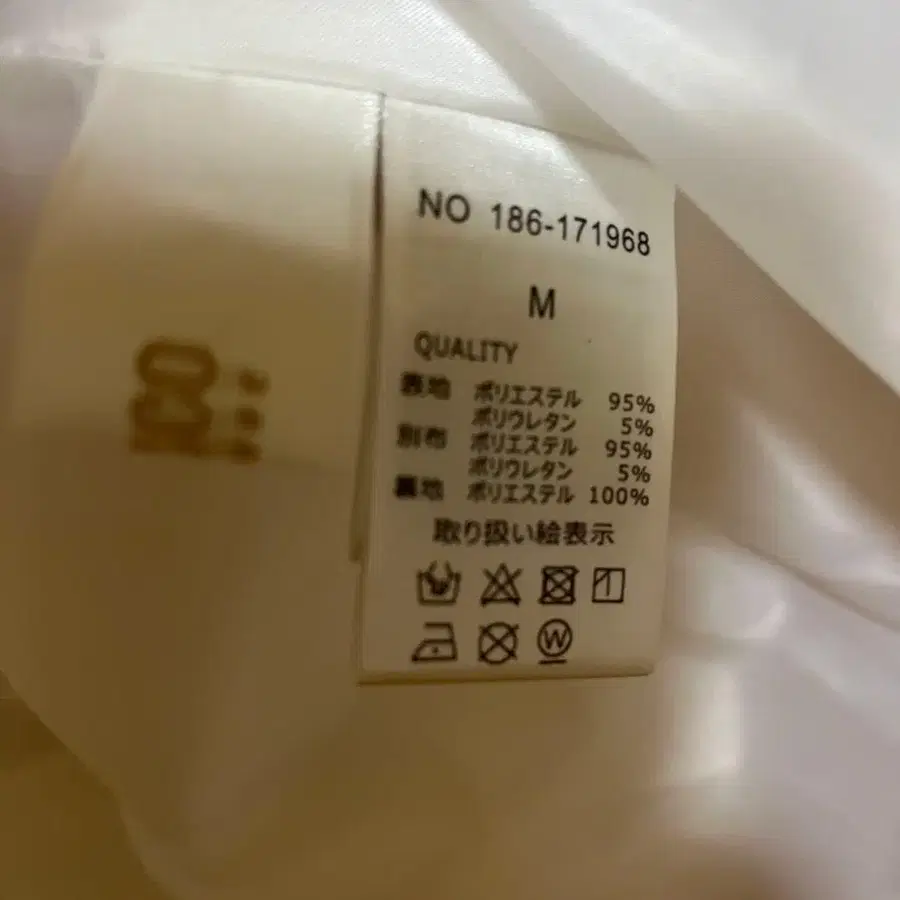 NO 186-171968
M
QUALITY
表地 ポリエステル 95%
ポリウレタン 5%
別布 ポリエステル 95%
ポリウレタン 5%
裏地 ポリエステル 100%
取り扱い絵表示
W